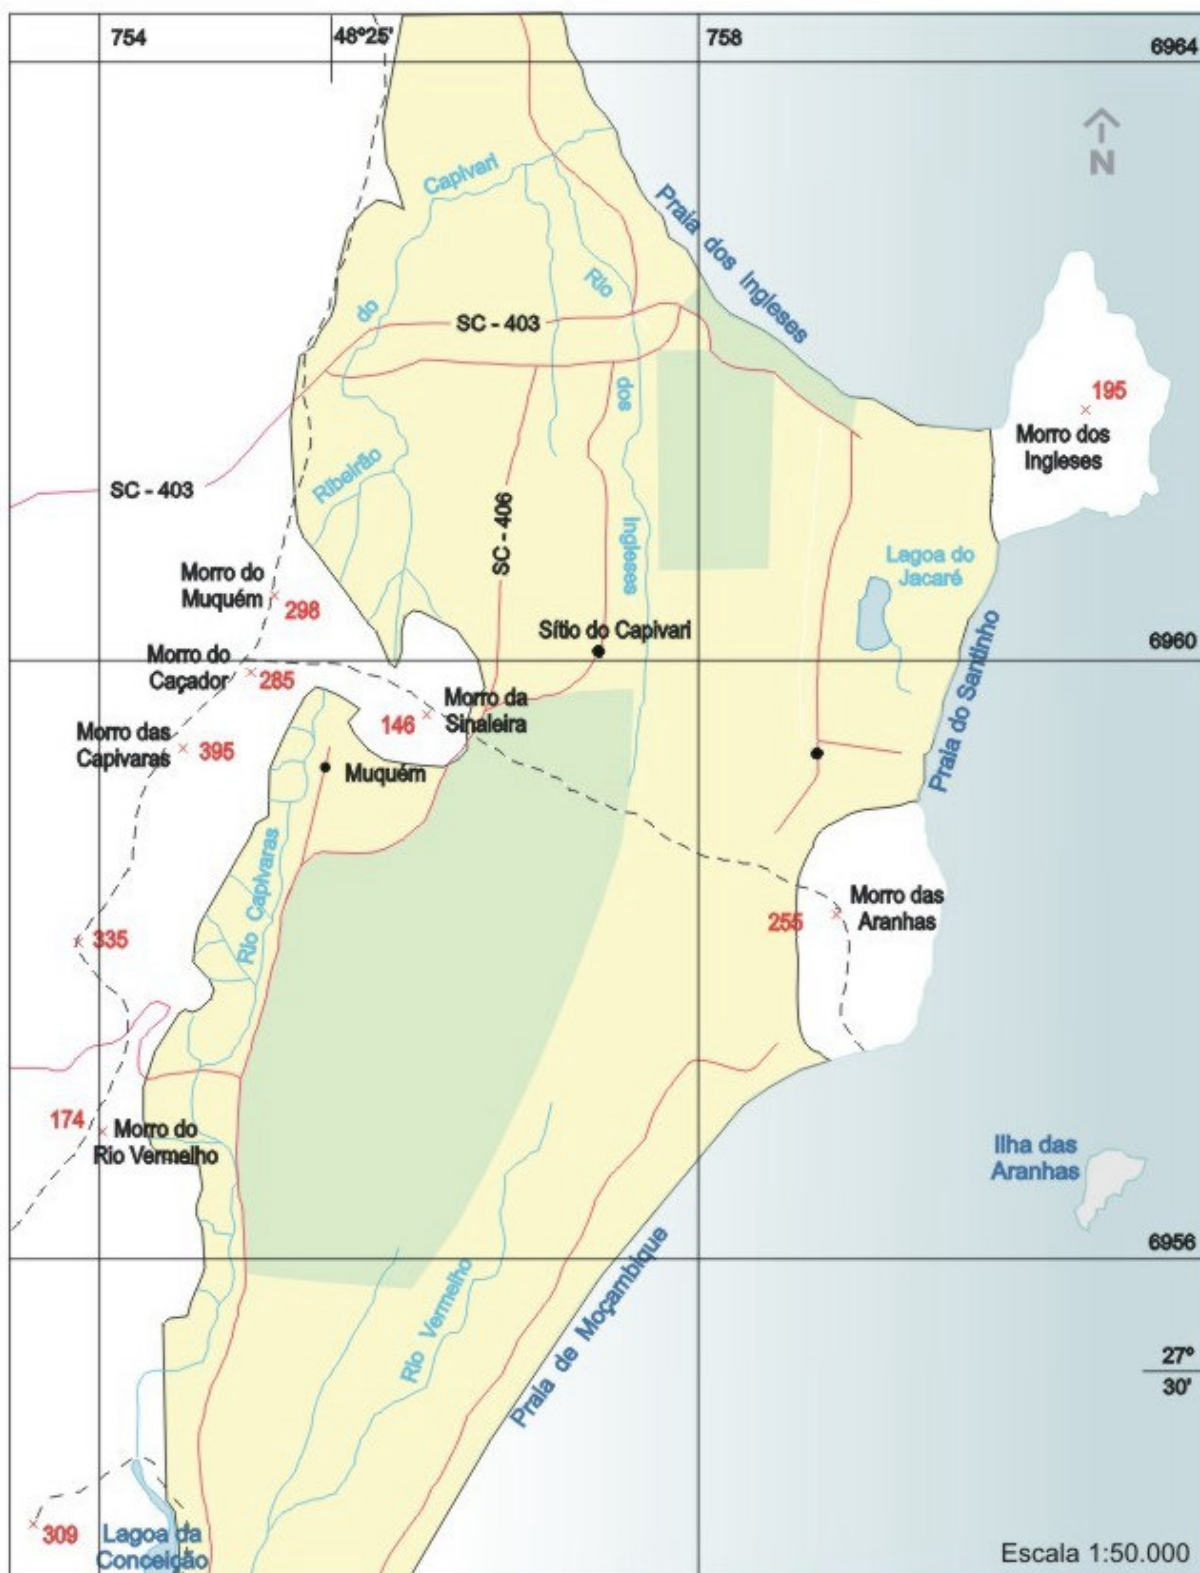 754
48°25'
758
6964
N
Capivari
Praia dos Ingleses
Rio
do
SC - 403
195
Morro dos
Ingleses
dos
Ribeirão
SC - 403
SC - 406
Ingleses
Lagoa do
Jacaré
Morro do
Muquém
298
Sítio do Capivari
6960
Morro do
Caçador
285
Praia do Santinho
Morro da
Sinaleira
146
Morro das
Capivaras
395
Muquém
Rio Capivaras
Morro das
Aranhas
255
335
174
Morro do
Rio Vermelho
Ilha das
Aranhas
6956
Rio Vermelho
Praia de Moçambique
27°
30'
309
Lagoa da
Conceição
Escala 1:50.000